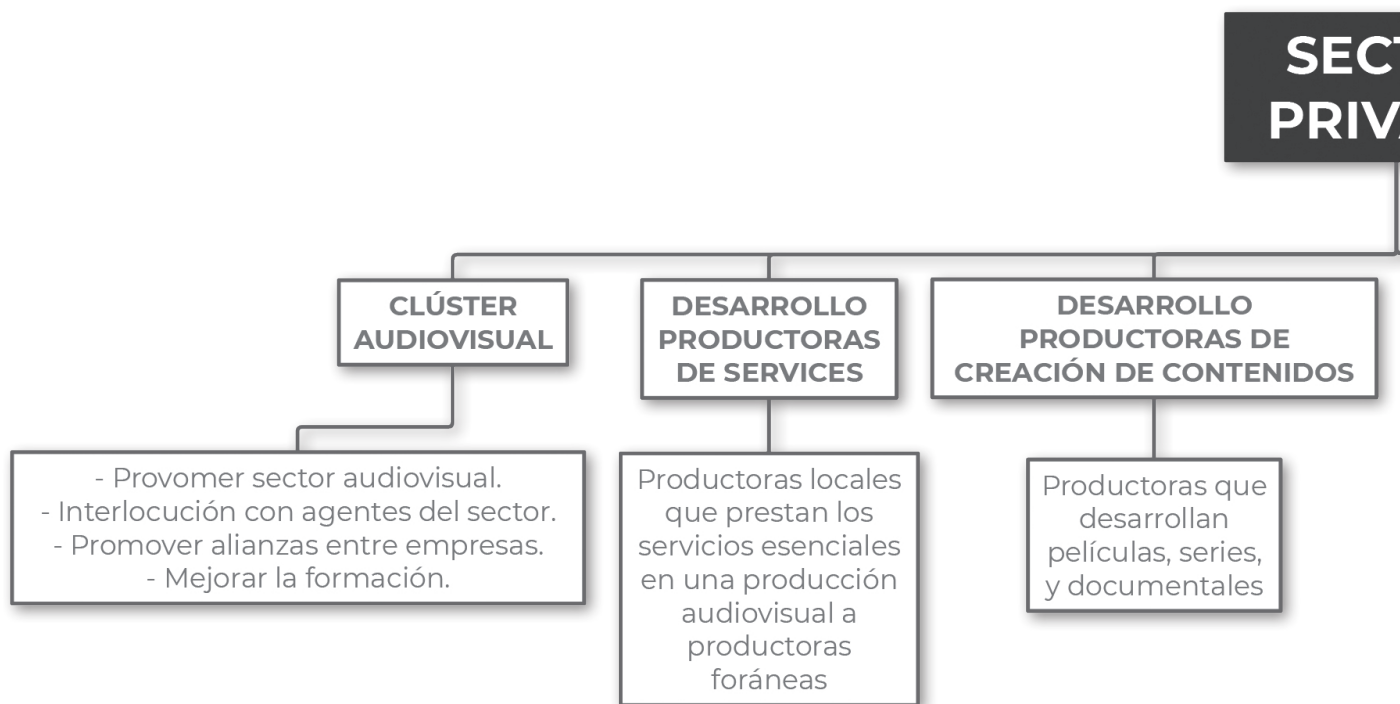 CLÚSTER
AUDIOVISUAL
- Provomer sector audiovisual.
- Interlocución con agentes del sector.
- Promover alianzas entre empresas.
- Mejorar la formación.
DESARROLLO
PRODUCTORAS
DE SERVICES
Productoras locales
que prestan los
servicios esenciales
en una producción
audiovisual a
productoras
foráneas
DESARROLLO
PRODUCTORAS DE
CREACIÓN DE CONTENIDOS
Productoras que
desarrollan
películas, series,
y documentales